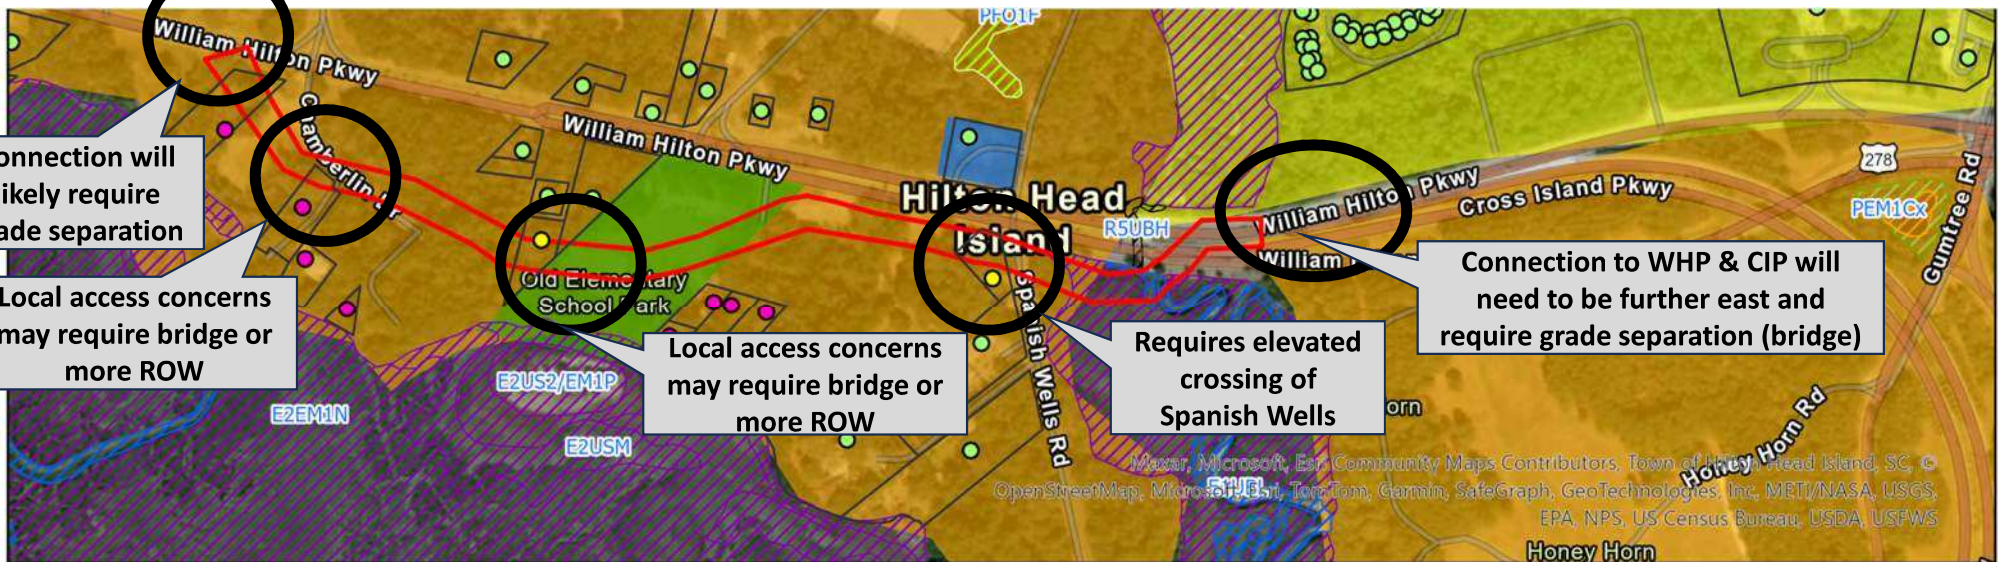 PFO1F
William Hilton Pkwy
278
William Hilton Pkwy
Chamberlin Dr
William Hilton Pkwy
Cross Island Pkwy
Gumtree Rd
PEM1Cx
Hilton Head
Island
R5UBH
onnection will
ikely require
ade separation
William
Connection to WHP & CIP will
need to be further east and
require grade separation (bridge)
Old Elementary
School Park
Local access concerns
may require bridge or
more ROW
Spanish Wells Rd
Local access concerns
may require bridge or
more ROW
Requires elevated
crossing of
Spanish Wells
E2US2/EM1P
E2EM1N
E2USM
orn
Honey Horn Rd
E1UBL
Maxar, Microsoft, Esri Community Maps Contributors, Town of Hilton Head Island, SC, ©
OpenStreetMap, Microsoft, Esri, TomTom, Garmin, SafeGraph, GeoTechnologies, Inc, METI/NASA, USGS,
EPA, NPS, US Census Bureau, USDA, USFWS
Honey Horn